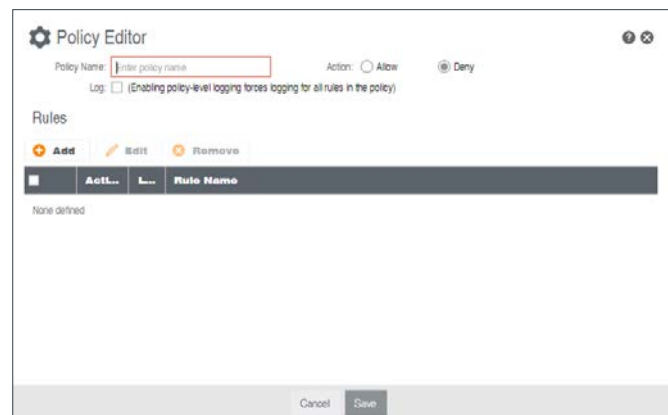 Policy Editor
Policy Name: Enter policy name Action: Allow Deny
Log: (Enabling policy-level logging forces logging for all rules in the policy)
Rules
Add Edit Remove
Acti... L... Rule Name
None defined
Cancel Save